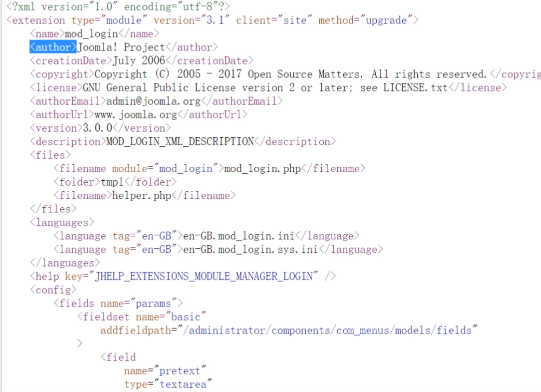 <?xml version="1.0" encoding="utf-8"?>
<extension type="module" version="3.1" client="site" method="upgrade">
<name>mod_login</name>
<author>Joomla! Project</author>
<creationDate>July 2006</creationDate>
<copyright>Copyright (C) 2005 - 2017 Open Source Matters. All rights reserved.</copyrig
<license>GNU General Public License version 2 or later; see LICENSE.txt</license>
<authorEmail>admin@joomla.org</authorEmail>
<authorUrl>www.joomla.org</authorUrl>
<version>3.0.0</version>
<description>MOD_LOGIN_XML_DESCRIPTION</description>
<files>
<filename module="mod_login">mod_login.php</filename>
<folder>tmpl</folder>
<filename>helper.php</filename>
</files>
<languages>
<language tag="en-GB">en-GB.mod_login.ini</language>
<language tag="en-GB">en-GB.mod_login.sys.ini</language>
</languages>
<help key="JHELP_EXTENSIONS_MODULE_MANAGER_LOGIN" />
<config>
<fields name="params">
<fieldset name="basic"
addfieldpath="/administrator/components/com_menus/models/fields"
>
<field
name="pretext"
type="textarea"